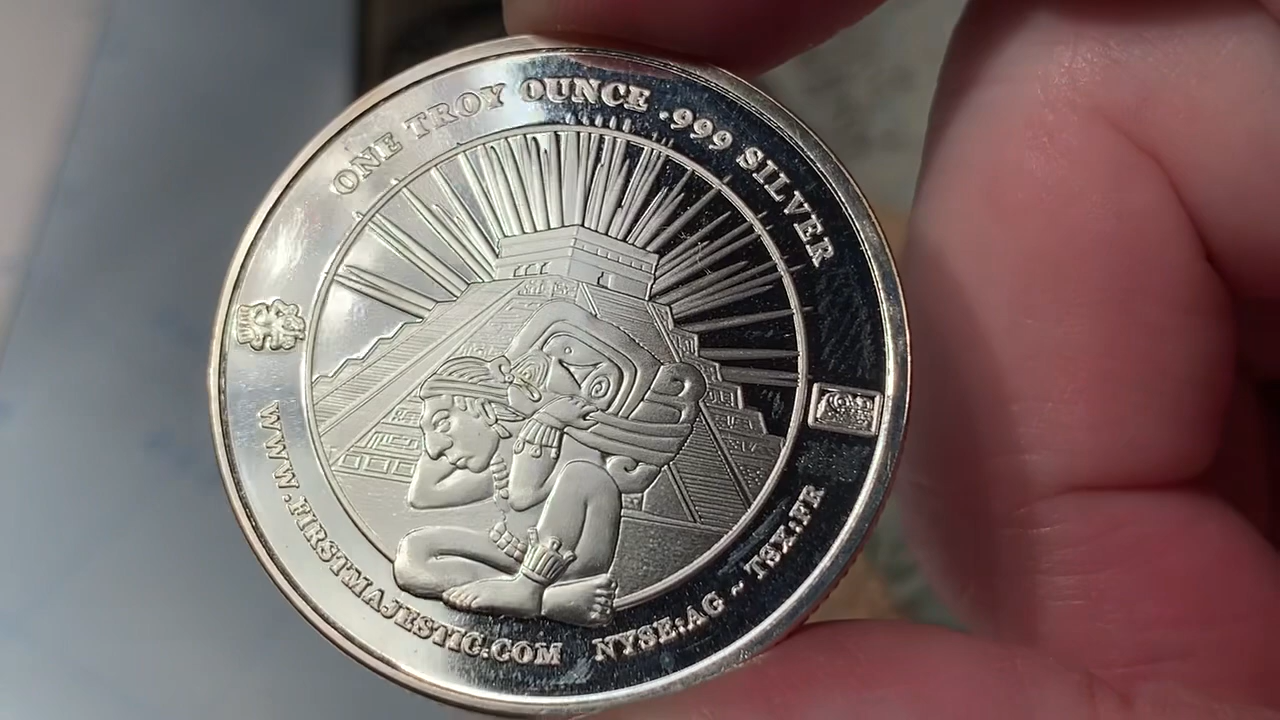 ONE TROY OUNCE .999 SILVER
WWW.FIRSTMAJESTIC.COM
NYSE:AG ~ TSX:FR